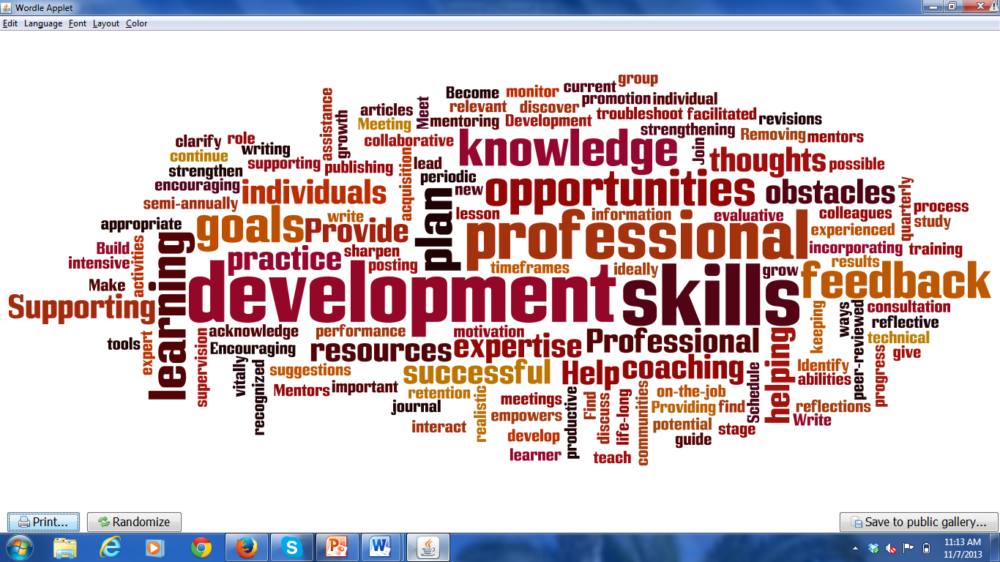 Wordle Applet
Edit Language Font Layout Color
group
current
Become
monitor
promotion
individual
assistance
articles
Meet
relevant
discover
growth
Meeting
mentoring
Development
troubleshoot
facilitated
revisions
clarify
role
writing
collaborative
knowledge
strengthening
Removing
mentors
continue
supporting
publishing
acquisition
lead
Join
thoughts
possible
strengthen
periodic
encouraging
individuals
new
opportunities
obstacles
quarterly
semi-annually
plan
process
appropriate
goals
write
Provide
lesson
professional
information
evaluative
colleagues
study
experienced
Build
activities
learning
practice
sharpen
incorporating
training
intensive
posting
timeframes
ideally
grow
results
Make
development
skills
feedback
Supporting
keeping
ways
peer-reviewed
consultation
acknowledge
performance
motivation
reflective
tools
expert
supervision
Encouraging
resources
expertise
Professional
helping
technical
vitally
recognized
suggestions
successful
Help
coaching
Schedule
Identify
progress
give
Mentors
important
retention
realistic
abilities
journal
meetings
productive
Find
discuss
life-long
communities
on-the-job
Providing
find
reflections
interact
empowers
potential
stage
Write
develop
guide
learner
teach
Print...
Randomize
Save to public gallery...
11:13 AM
11/7/2013